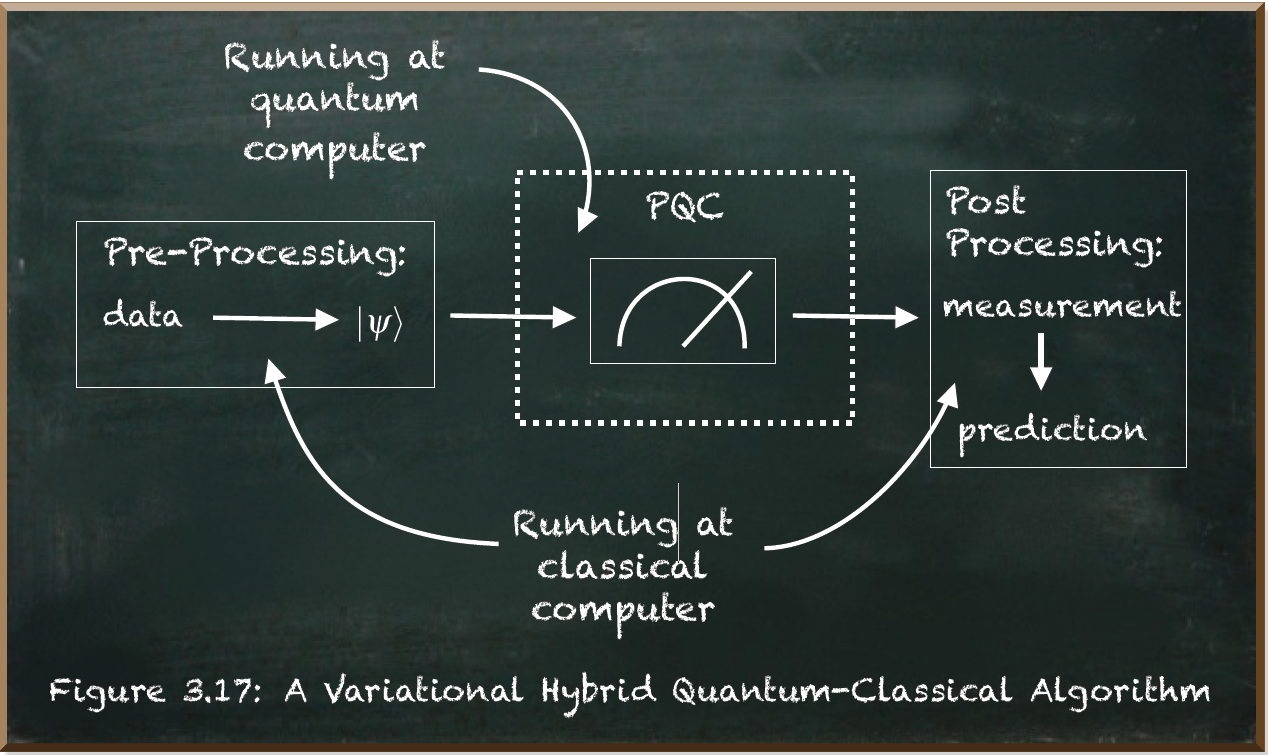 Running at
quantum
computer
PQC
Pre-Processing:
data
|ψ⟩
Post
Processing:
measurement
prediction
Running at
classical
computer
Figure 3.17: A Variational Hybrid Quantum-Classical Algorithm